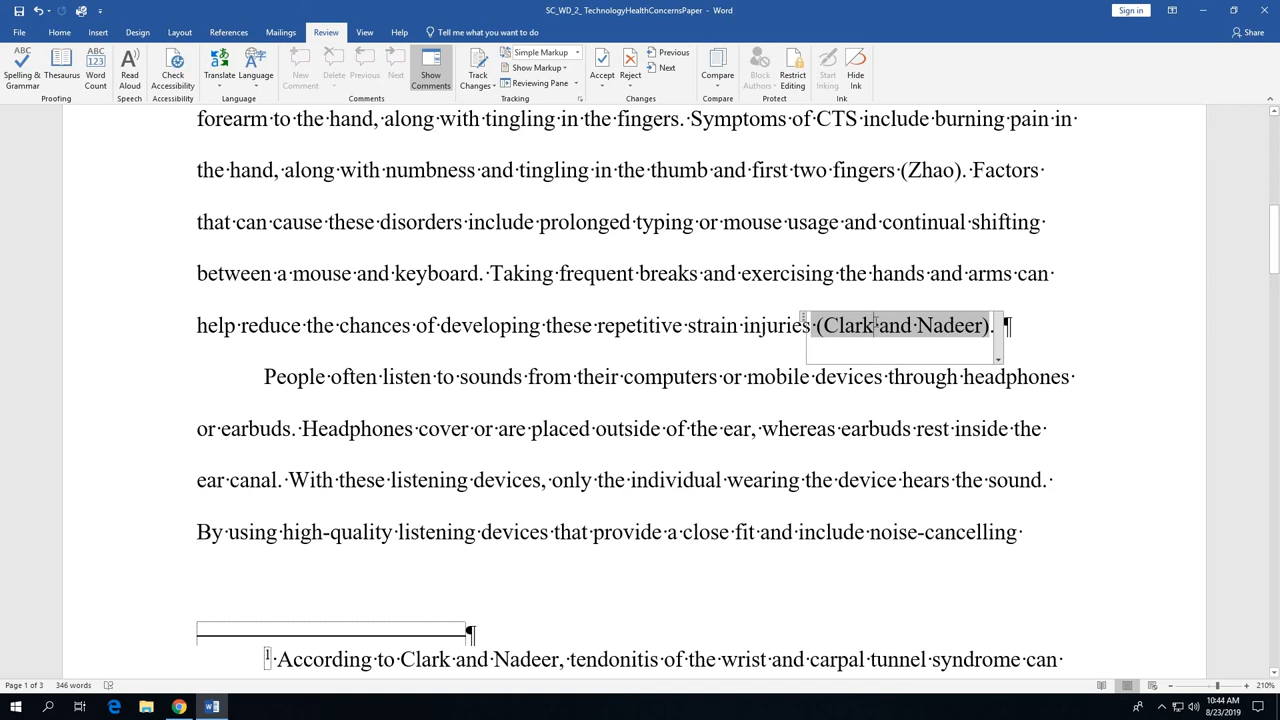 SC_WD_2_ TechnologyHealthConcernsPaper - Word
Sign in
File Home Insert Design Layout References Mailings Review View Help Tell me what you want to do Share
ABC
Spelling & Grammar
Thesaurus
ABC
123
Word Count
Read Aloud
Check Accessibility
Translate
Language
New Comment
Delete
Previous
Next
Show Comments
Track Changes
Simple Markup
Show Markup
Reviewing Pane
Accept
Reject
Previous
Next
Compare
Block Authors
Restrict Editing
Start Inking
Hide Ink
Proofing Speech Accessibility Language Comments Tracking Changes Compare Protect Ink
forearm·to·the·hand,·along·with·tingling·in·the·fingers.·Symptoms·of·CTS·include·burning·pain·in·
the·hand,·along·with·numbness·and·tingling·in·the·thumb·and·first·two·fingers·(Zhao).·Factors·
that·can·cause·these·disorders·include·prolonged·typing·or·mouse·usage·and·continual·shifting·
between·a·mouse·and·keyboard.·Taking·frequent·breaks·and·exercising·the·hands·and·arms·can·
help·reduce·the·chances·of·developing·these·repetitive·strain·injuries·(Clark·and·Nadeer).·¶
People·often·listen·to·sounds·from·their·computers·or·mobile·devices·through·headphones·
or·earbuds.·Headphones·cover·or·are·placed·outside·of·the·ear,·whereas·earbuds·rest·inside·the·
ear·canal.·With·these·listening·devices,·only·the·individual·wearing·the·device·hears·the·sound.·
By·using·high-quality·listening·devices·that·provide·a·close·fit·and·include·noise-cancelling·
¶
1·According·to·Clark·and·Nadeer,·tendonitis·of·the·wrist·and·carpal·tunnel·syndrome·can·
Page 1 of 3 346 words 210%
10:44 AM
8/23/2019